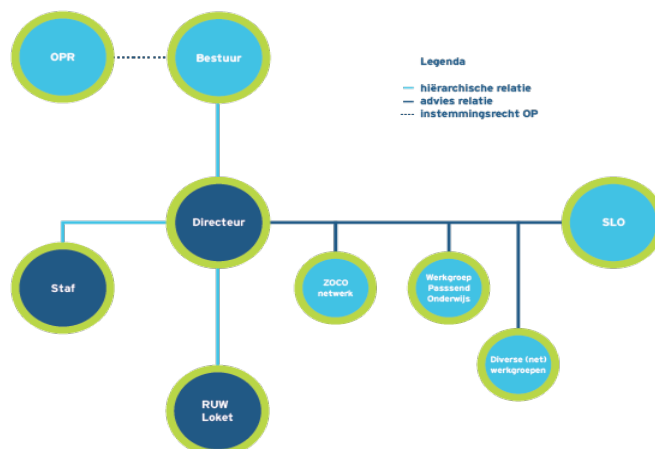 OPR
Bestuur
Legenda
hiërarchische relatie
advies relatie
instemmingsrecht OP
Directeur
SLO
Staf
ZOCO
netwerk
Werkgroep
Passsend
Onderwijs
Diverse (net)
werkgroepen
RUW
Loket